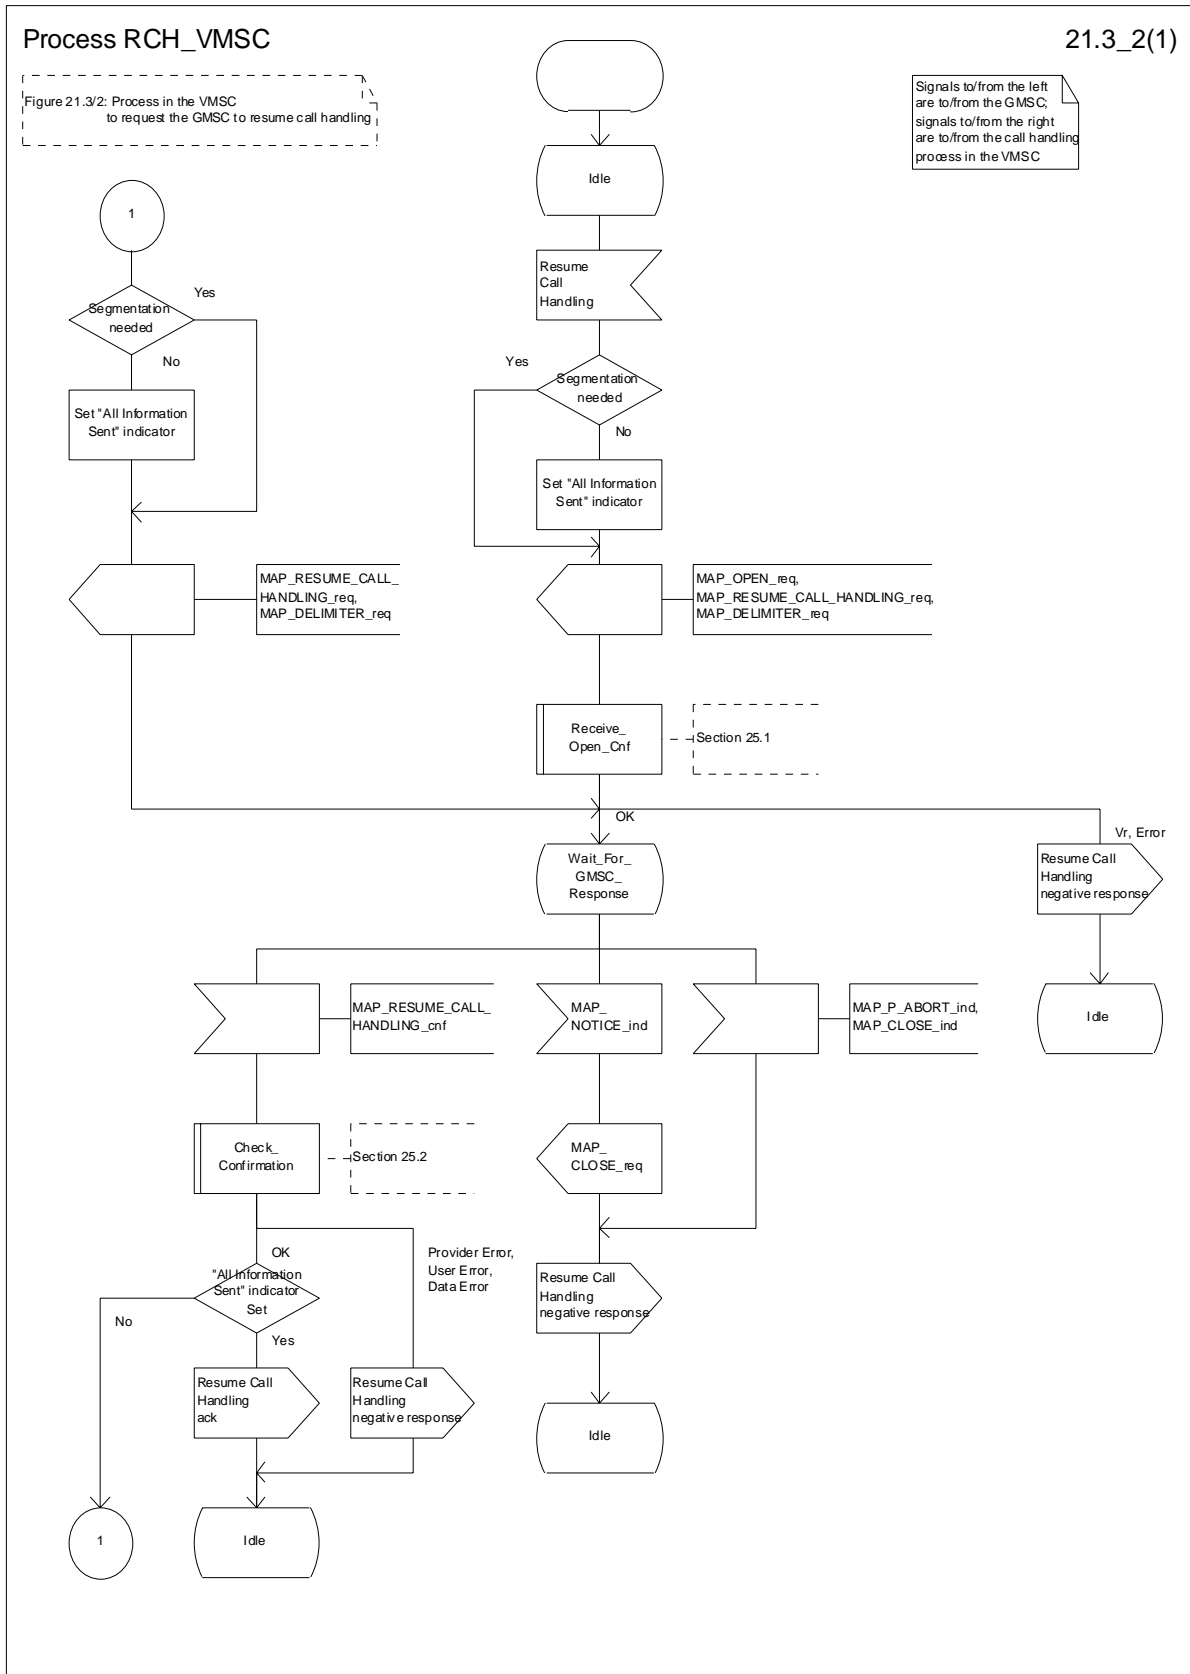 Process RCH_VMSC
21.3_2(1)
Figure 21.3/2: Process in the VMSC
to request the GMSC to resume call handling
Signals to/from the left
are to/from the GMSC;
signals to/from the right
are to/from the call handling
process in the VMSC
Idle
1
Resume
Call
Handling
Segmentation
needed
Yes
No
Set "All Information
Sent" indicator
Yes
Segmentation
needed
No
Set "All Information
Sent" indicator
MAP_RESUME_CALL_
HANDLING_req,
MAP_DELIMITER_req
MAP_OPEN_req,
MAP_RESUME_CALL_HANDLING_req,
MAP_DELIMITER_req
Receive_
Open_Cnf
Section 25.1
OK
Vr, Error
Wait_For_
GMSC_
Response
Resume Call
Handling
negative response
Idle
MAP_RESUME_CALL_
HANDLING_cnf
MAP_
NOTICE_ind
MAP_P_ABORT_ind,
MAP_CLOSE_ind
Check_
Confirmation
Section 25.2
MAP_
CLOSE_req
OK
Provider Error,
User Error,
Data Error
"All Information
Sent" indicator
Set
No
Yes
Resume Call
Handling
negative response
Resume Call
Handling
ack
Resume Call
Handling
negative response
Idle
1
Idle